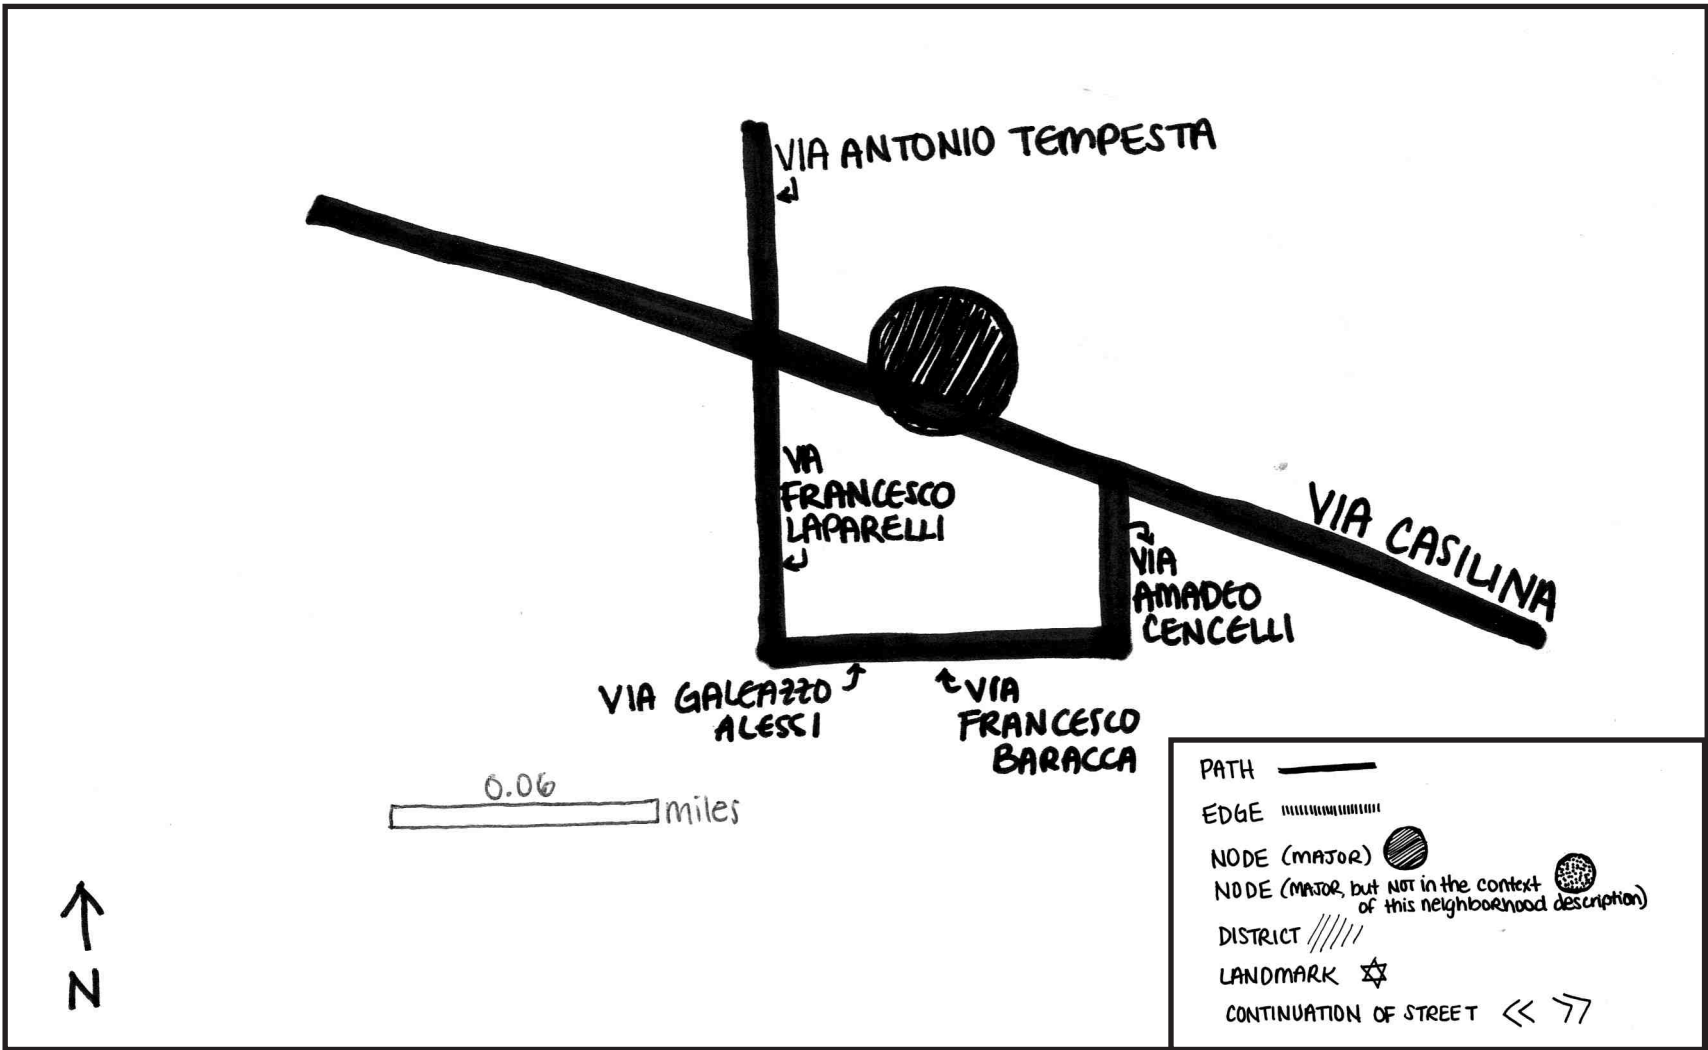 VIA ANTONIO TEMPESTA
VIA
FRANCESCO
LAPARELLI
VIA CASILINA
VIA
AMADEO
CENCELLI
VIA GALEAZZO
ALESSI
VIA
FRANCESCO
BARACCA
0.06
miles
N
PATH
EDGE
NODE (MAJOR)
NODE (MAJOR, but NOT in the context
of this neighborhood description)
DISTRICT
LANDMARK
CONTINUATION OF STREET << >>